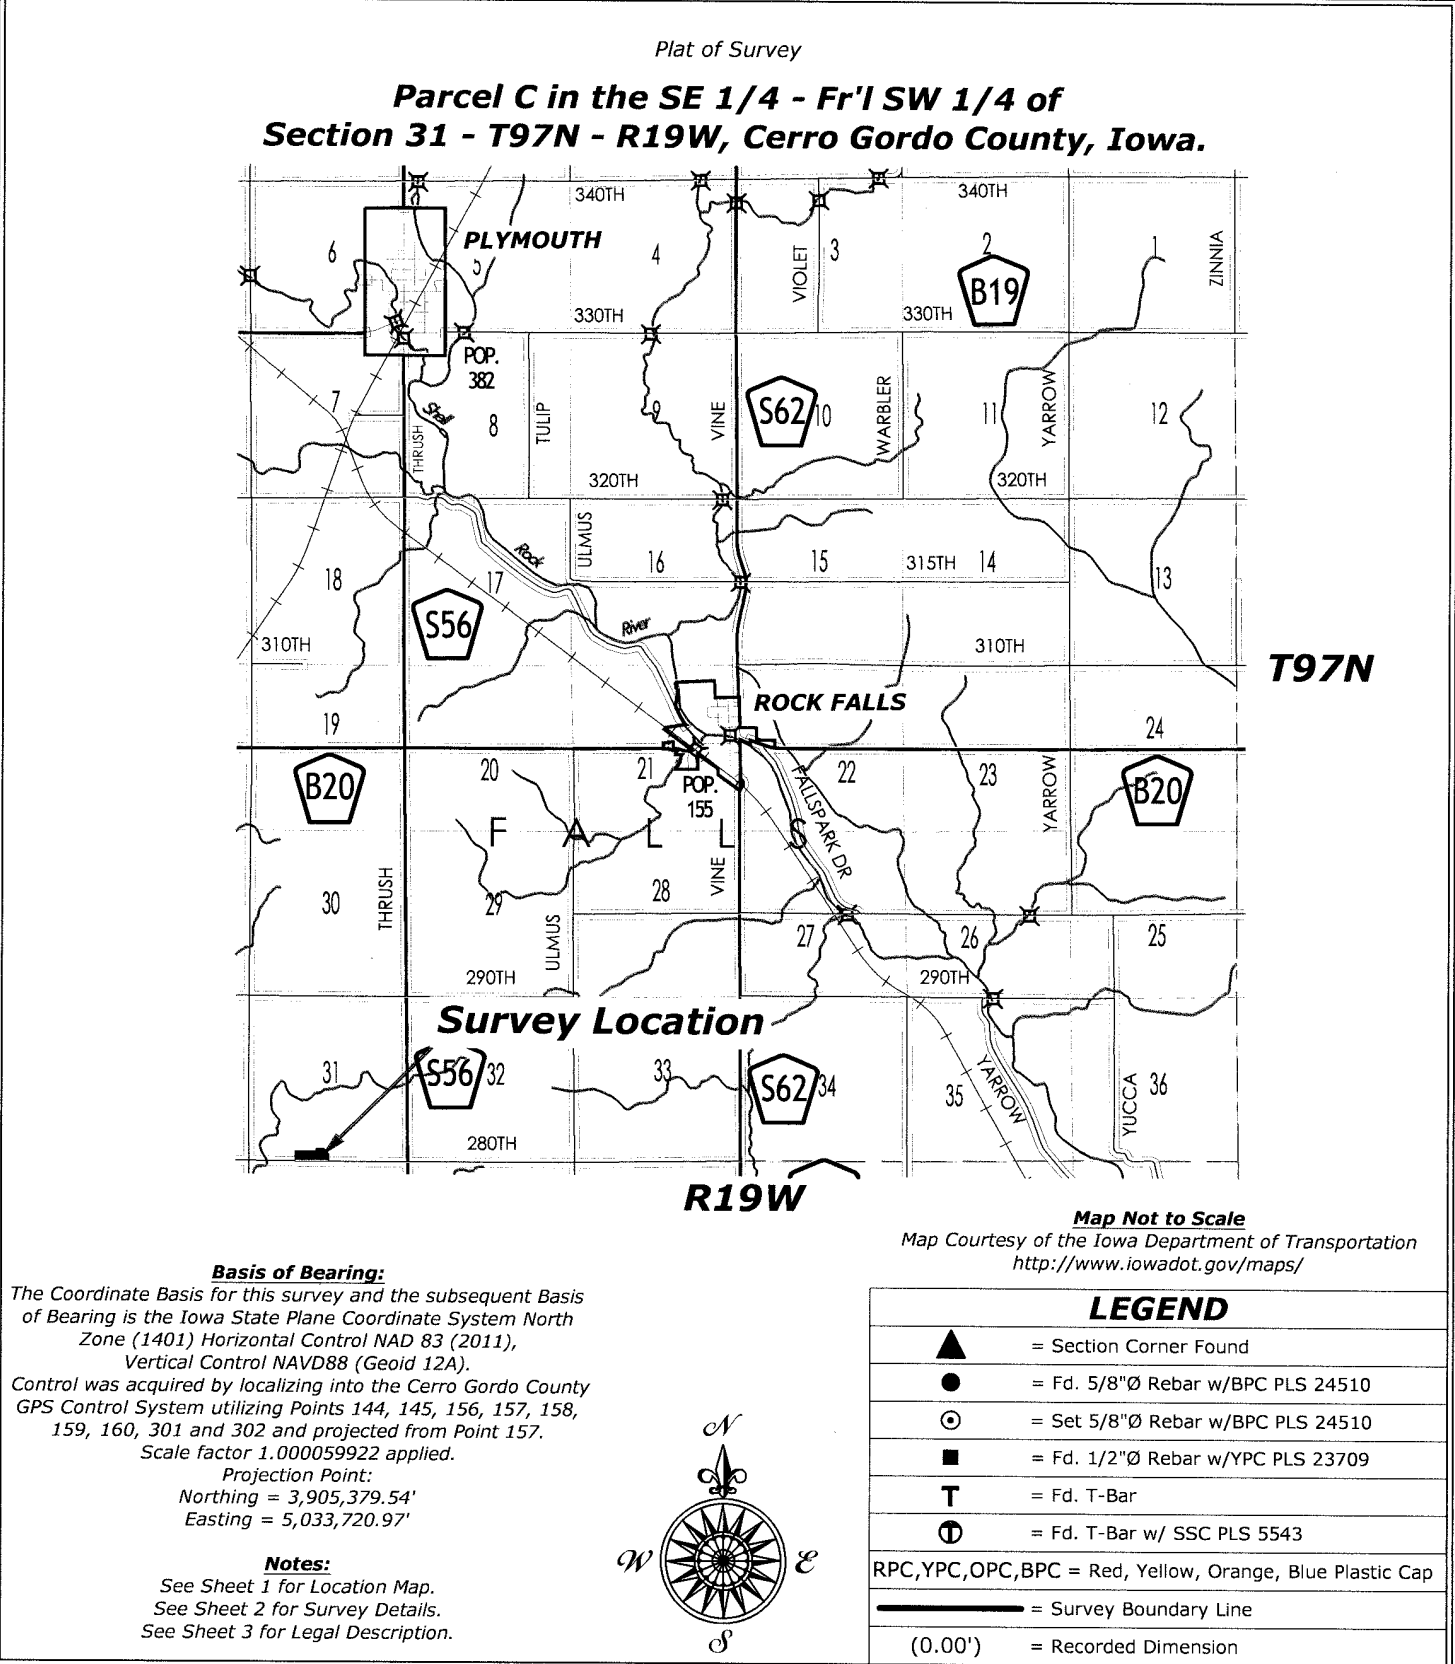 Plat of Survey
Parcel C in the SE 1/4 - Fr'l SW 1/4 of
Section 31 - T97N - R19W, Cerro Gordo County, Iowa.
340TH
340TH
PLYMOUTH
6
5
4
VIOLET
3
2
1
ZINNIA
B19
330TH
330TH
POP.
382
7
Shell
THRUSH
8
TULIP
9
VINE
S62
10
WARBLER
11
YARROW
12
320TH
320TH
ULMUS
Rock
16
15
315TH
14
18
17
13
S56
River
310TH
310TH
T97N
ROCK FALLS
19
24
B20
20
21
POP.
155
22
23
YARROW
B20
FALLSPARK DR
F A L L S
THRUSH
30
29
ULMUS
28
VINE
27
26
25
290TH
290TH
Survey Location
31
S56
32
33
S62
34
35
YARROW
YUCCA
36
280TH
R19W
Map Not to Scale
Map Courtesy of the Iowa Department of Transportation
http://www.iowadot.gov/maps/
Basis of Bearing:
The Coordinate Basis for this survey and the subsequent Basis
of Bearing is the Iowa State Plane Coordinate System North
Zone (1401) Horizontal Control NAD 83 (2011),
Vertical Control NAVD88 (Geoid 12A).
Control was acquired by localizing into the Cerro Gordo County
GPS Control System utilizing Points 144, 145, 156, 157, 158,
159, 160, 301 and 302 and projected from Point 157.
Scale factor 1.000059922 applied.
Projection Point:
Northing = 3,905,379.54'
Easting = 5,033,720.97'
Notes:
See Sheet 1 for Location Map.
See Sheet 2 for Survey Details.
See Sheet 3 for Legal Description.
N
W E
S
LEGEND
= Section Corner Found
= Fd. 5/8"Ø Rebar w/BPC PLS 24510
= Set 5/8"Ø Rebar w/BPC PLS 24510
= Fd. 1/2"Ø Rebar w/YPC PLS 23709
T = Fd. T-Bar
T = Fd. T-Bar w/ SSC PLS 5543
RPC,YPC,OPC,BPC = Red, Yellow, Orange, Blue Plastic Cap
= Survey Boundary Line
(0.00') = Recorded Dimension